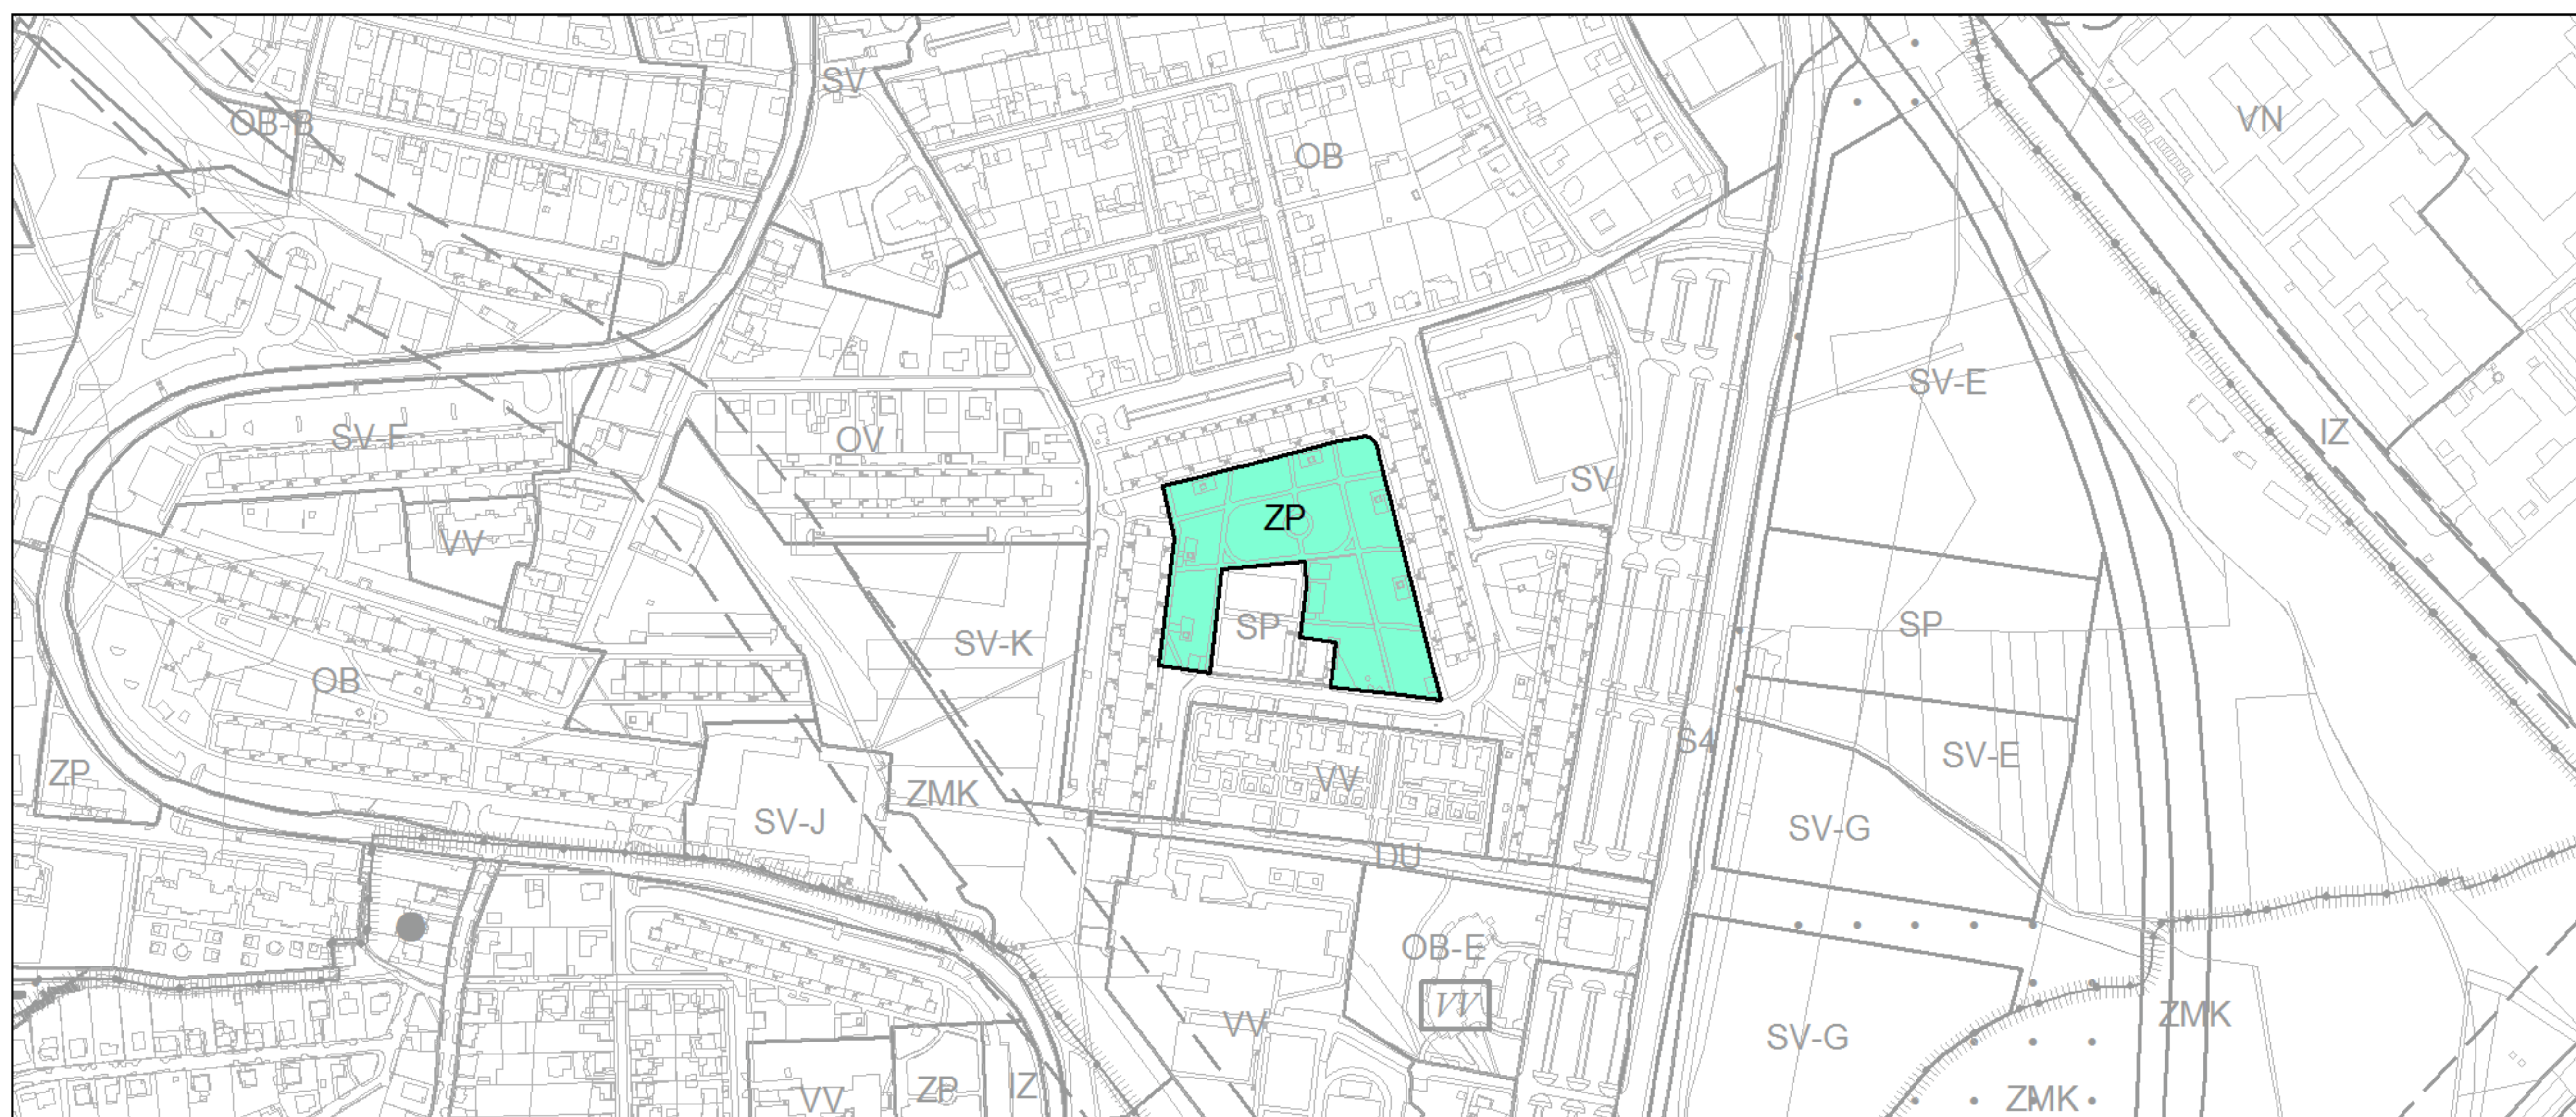 SV
OB-B
VN
OB
SV-E
SV-F
OV
IZ
SV
ZP
VV
SP
SP
SV-K
OB
S4
SV-E
ZP
VV
ZMK
SV-J
SV-G
DU
OB-E
VV
ZMK
VV
SV-G
VV
ZP
IZ
ZMK